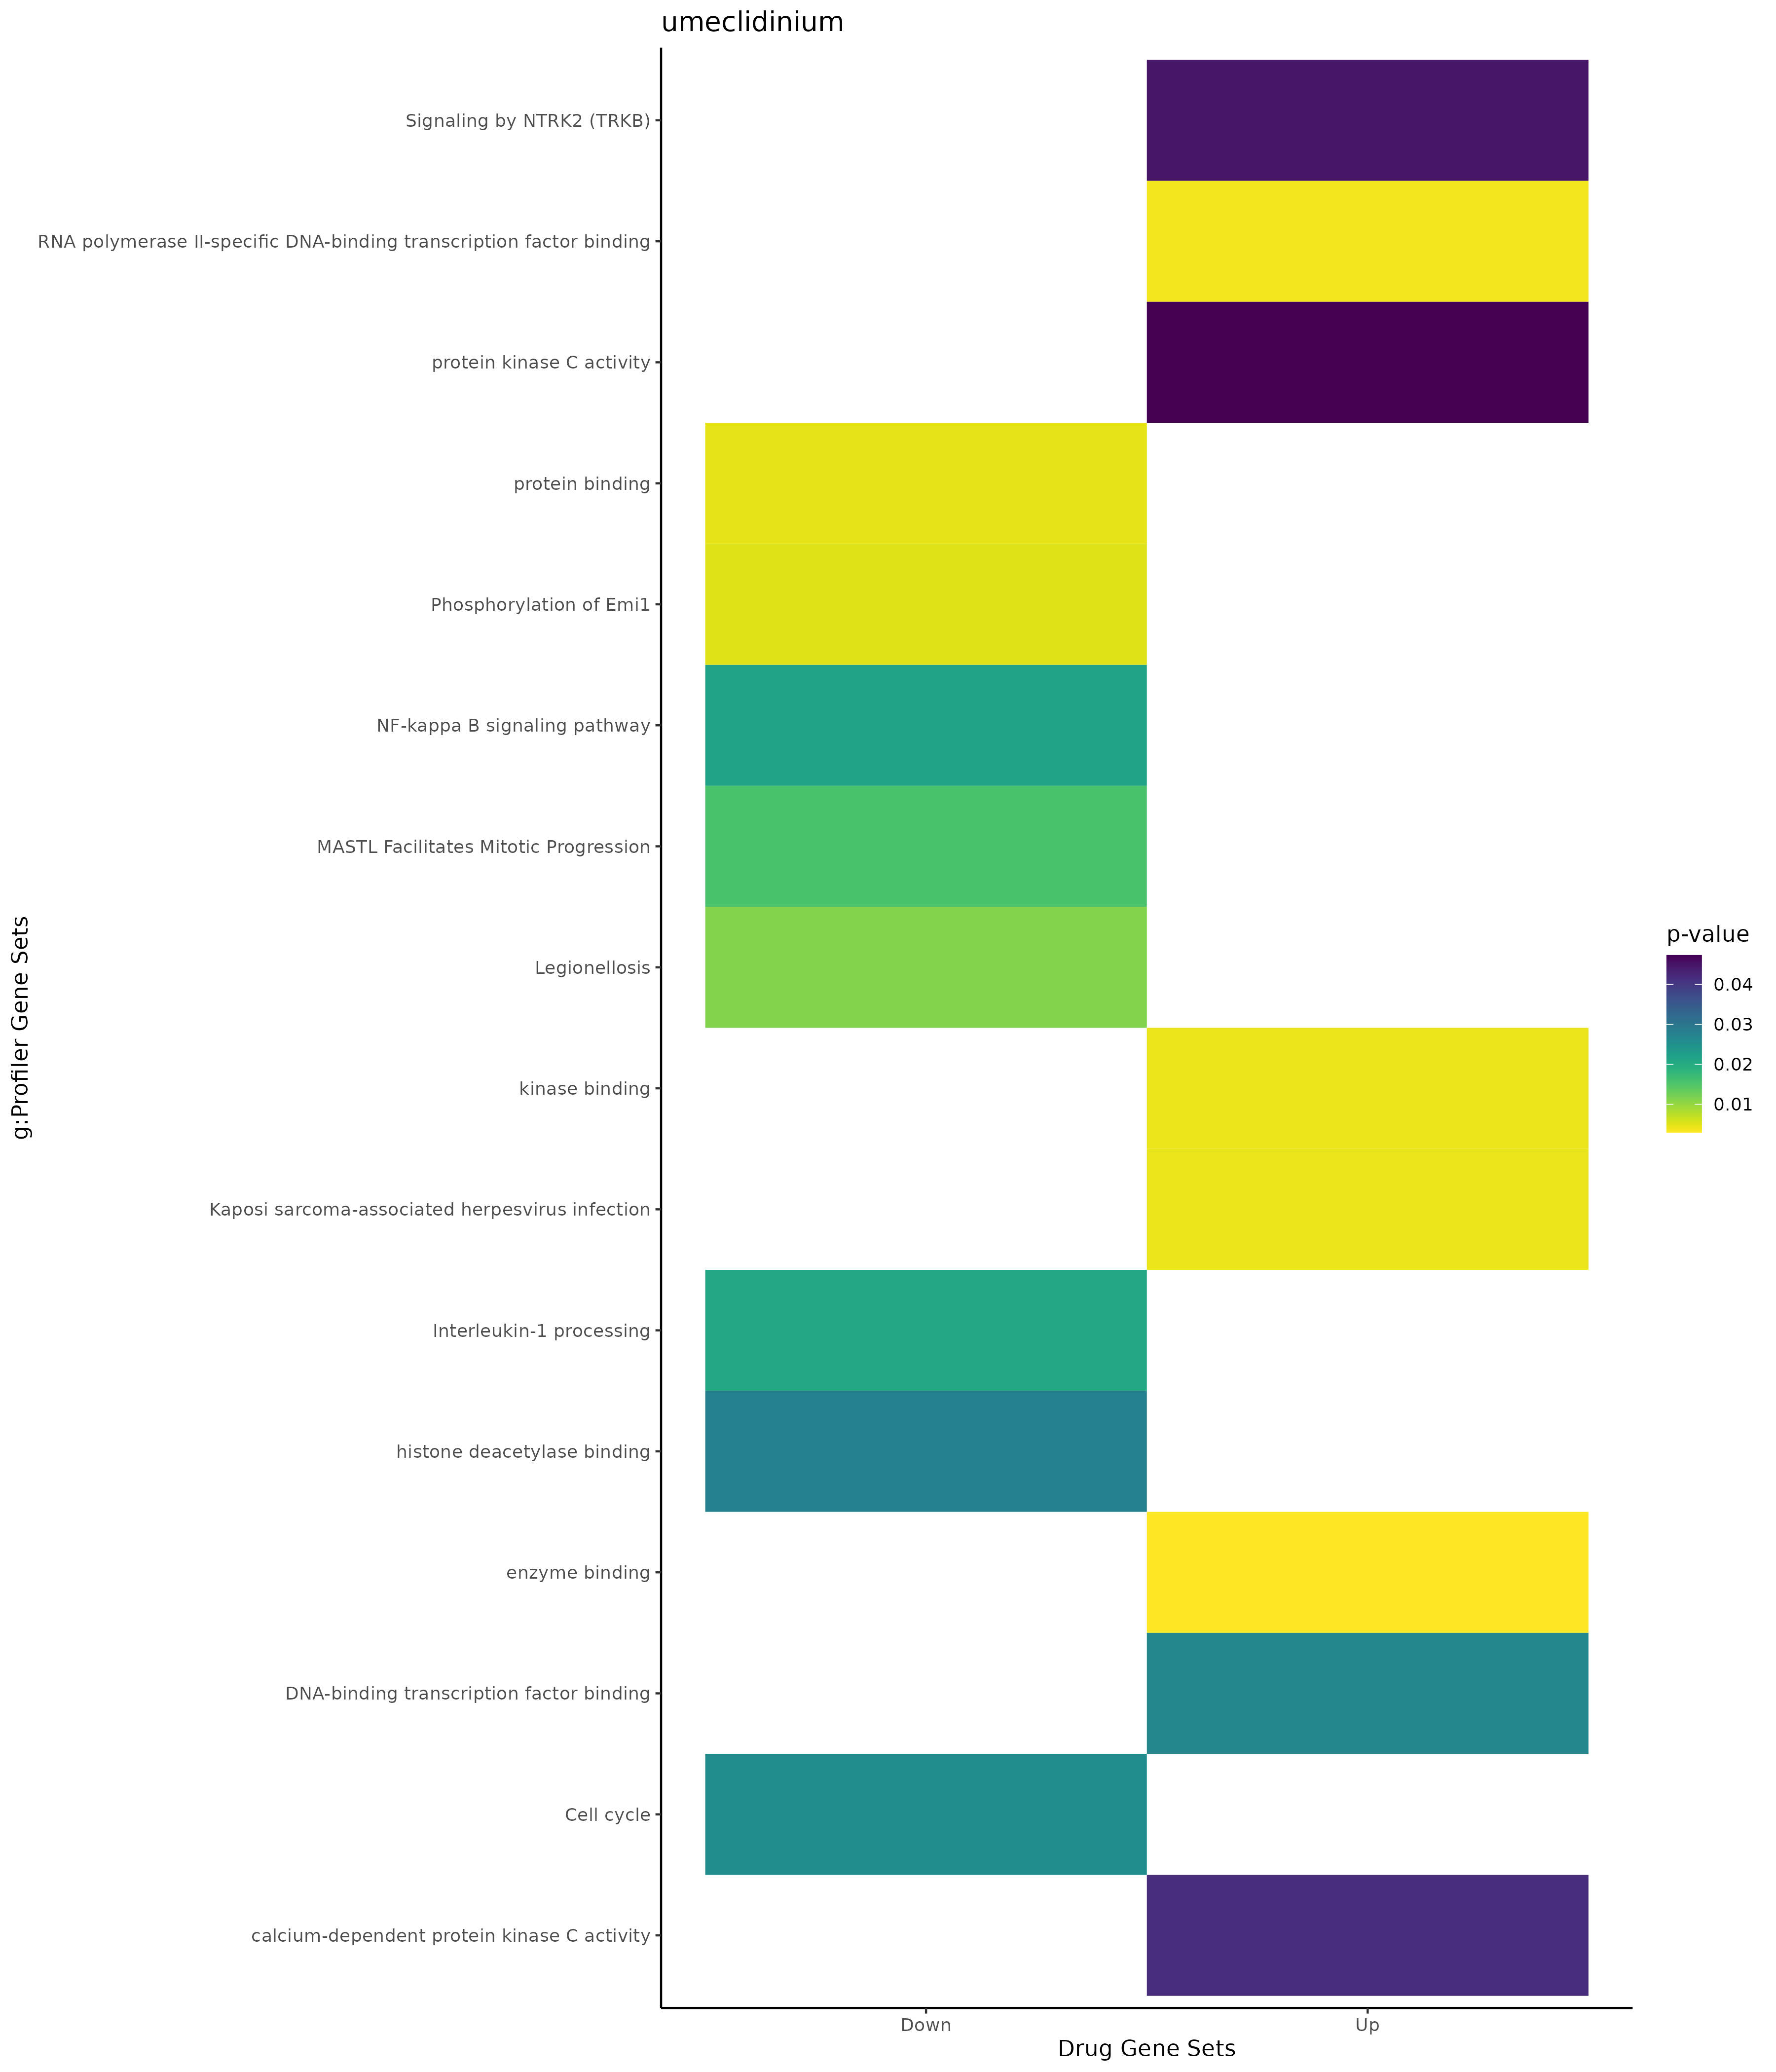 umeclidinium
Signaling by NTRK2 (TRKB)
RNA polymerase II-specific DNA-binding transcription factor binding
protein kinase C activity
protein binding
Phosphorylation of Emi1
NF-kappa B signaling pathway
MASTL Facilitates Mitotic Progression
Legionellosis
kinase binding
Kaposi sarcoma-associated herpesvirus infection
Interleukin-1 processing
histone deacetylase binding
enzyme binding
DNA-binding transcription factor binding
Cell cycle
calcium-dependent protein kinase C activity
g:Profiler Gene Sets
Down
Up
Drug Gene Sets
p-value
0.04
0.03
0.02
0.01